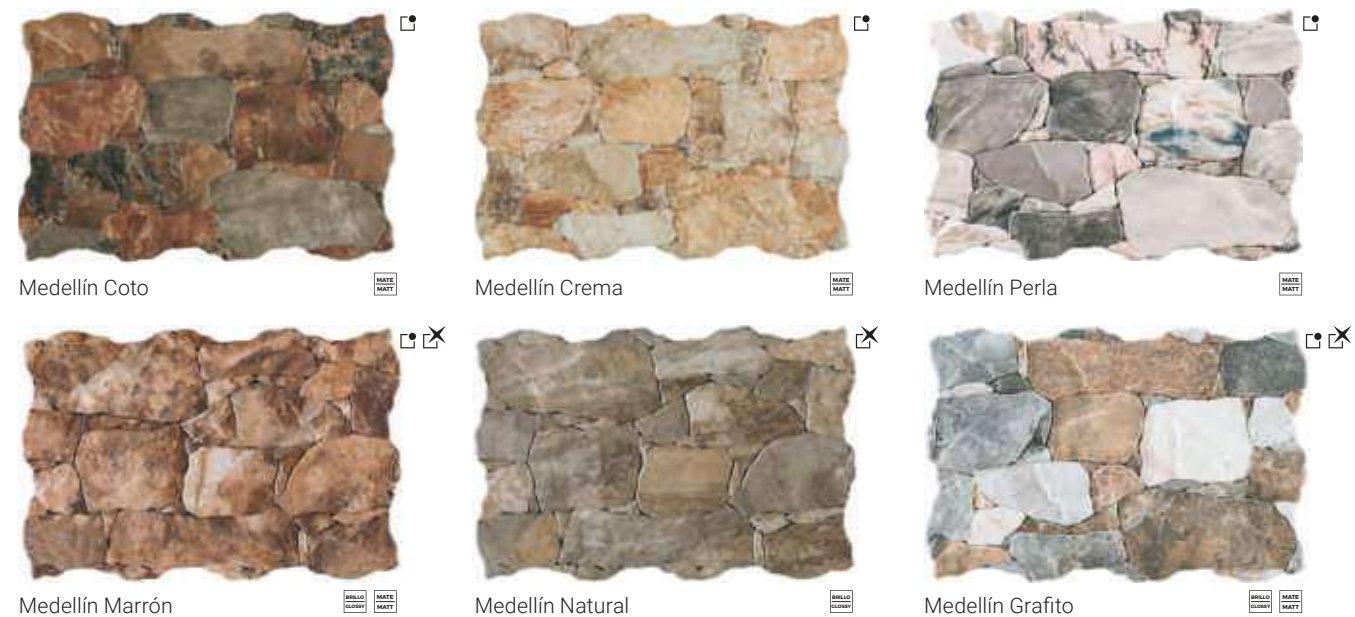 Medellín Coto
MATE
MATT
Medellín Crema
MATE
MATT
Medellín Perla
MATE
MATT
Medellín Marrón
BRILLO
GLOSSY
MATE
MATT
Medellín Natural
BRILLO
GLOSSY
Medellín Grafito
BRILLO
GLOSSY
MATE
MATT